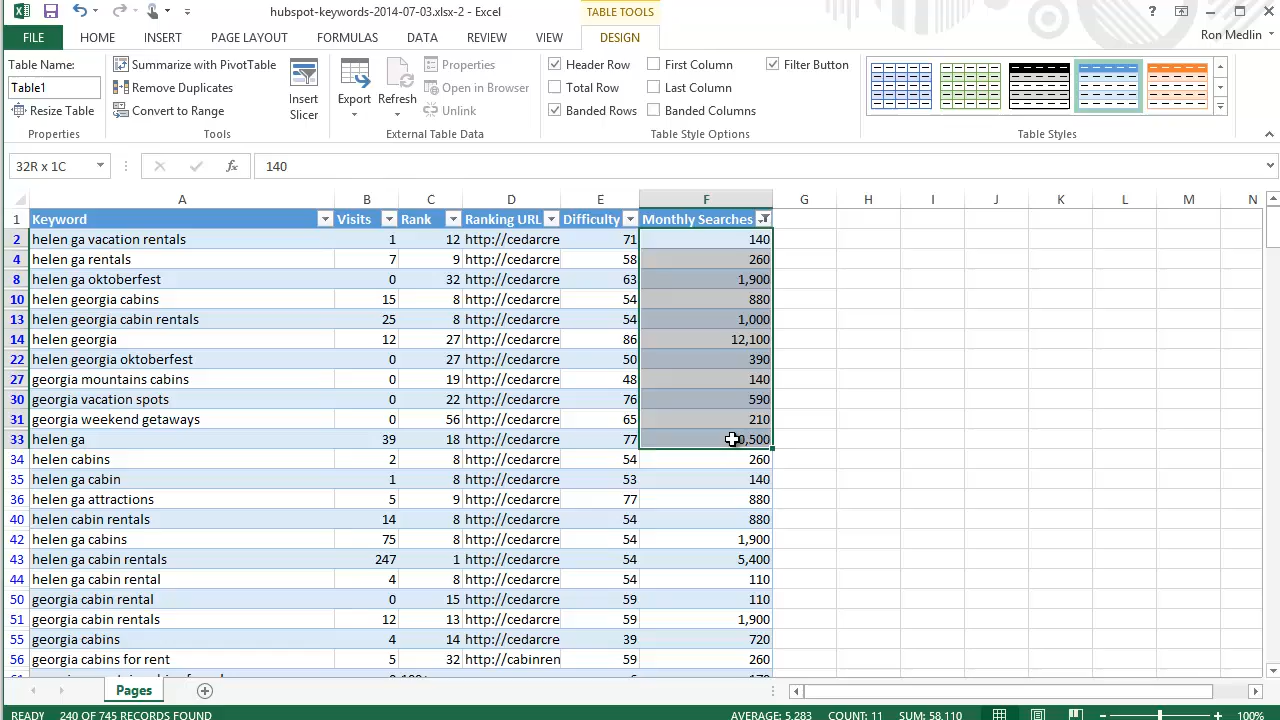 hubspot-keywords-2014-07-03.xlsx-2 - Excel
TABLE TOOLS
?
FILE HOME INSERT PAGE LAYOUT FORMULAS DATA REVIEW VIEW DESIGN Ron Medlin
Table Name:
Table1
Resize Table
Properties
Summarize with PivotTable
Remove Duplicates
Convert to Range
Insert
Slicer
Tools
Export
Refresh
Properties
Open in Browser
Unlink
External Table Data
Header Row First Column Filter Button
Total Row Last Column
Banded Rows Banded Columns
Table Style Options
Table Styles
32R x 1C fx 140
A B C D E F G H I J K L M N
1 Keyword Visits Rank Ranking URL Difficulty Monthly Searches
2 helen ga vacation rentals 1 12 http://cedarcre 71 140
4 helen ga rentals 7 9 http://cedarcre 58 260
8 helen ga oktoberfest 0 32 http://cedarcre 63 1,900
10 helen georgia cabins 15 8 http://cedarcre 54 880
13 helen georgia cabin rentals 25 8 http://cedarcre 54 1,000
14 helen georgia 12 27 http://cedarcre 86 12,100
22 helen georgia oktoberfest 0 27 http://cedarcre 50 390
27 georgia mountains cabins 0 19 http://cedarcre 48 140
30 georgia vacation spots 0 22 http://cedarcre 76 590
31 georgia weekend getaways 0 56 http://cedarcre 65 210
33 helen ga 39 18 http://cedarcre 77 0,500
34 helen cabins 2 8 http://cedarcre 54 260
35 helen ga cabin 1 8 http://cedarcre 53 140
36 helen ga attractions 5 9 http://cedarcre 77 880
40 helen cabin rentals 14 8 http://cedarcre 54 880
42 helen ga cabins 75 8 http://cedarcre 54 1,900
43 helen ga cabin rentals 247 1 http://cedarcre 54 5,400
44 helen ga cabin rental 4 8 http://cedarcre 54 110
50 georgia cabin rental 0 15 http://cedarcre 59 110
51 georgia cabin rentals 12 13 http://cedarcre 59 1,900
55 georgia cabins 4 14 http://cedarcre 39 720
56 georgia cabins for rent 5 32 http://cabinren 59 260
Pages
READY 240 OF 745 RECORDS FOUND AVERAGE: 5,283 COUNT: 11 SUM: 58,110 100%